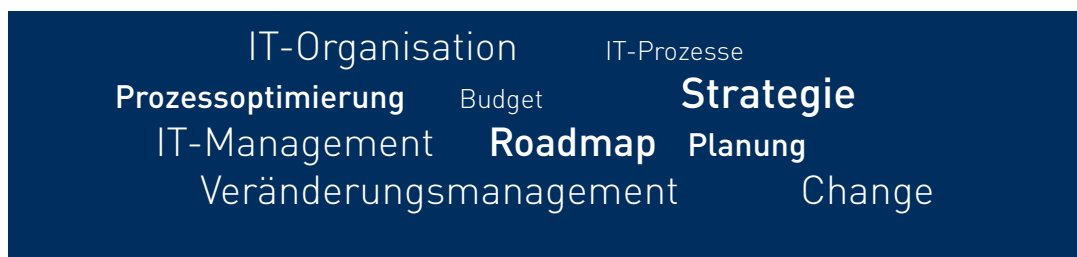 IT-Organisation IT-Prozesse
Prozessoptimierung Budget Strategie
IT-Management Roadmap Planung
Veränderungsmanagement Change